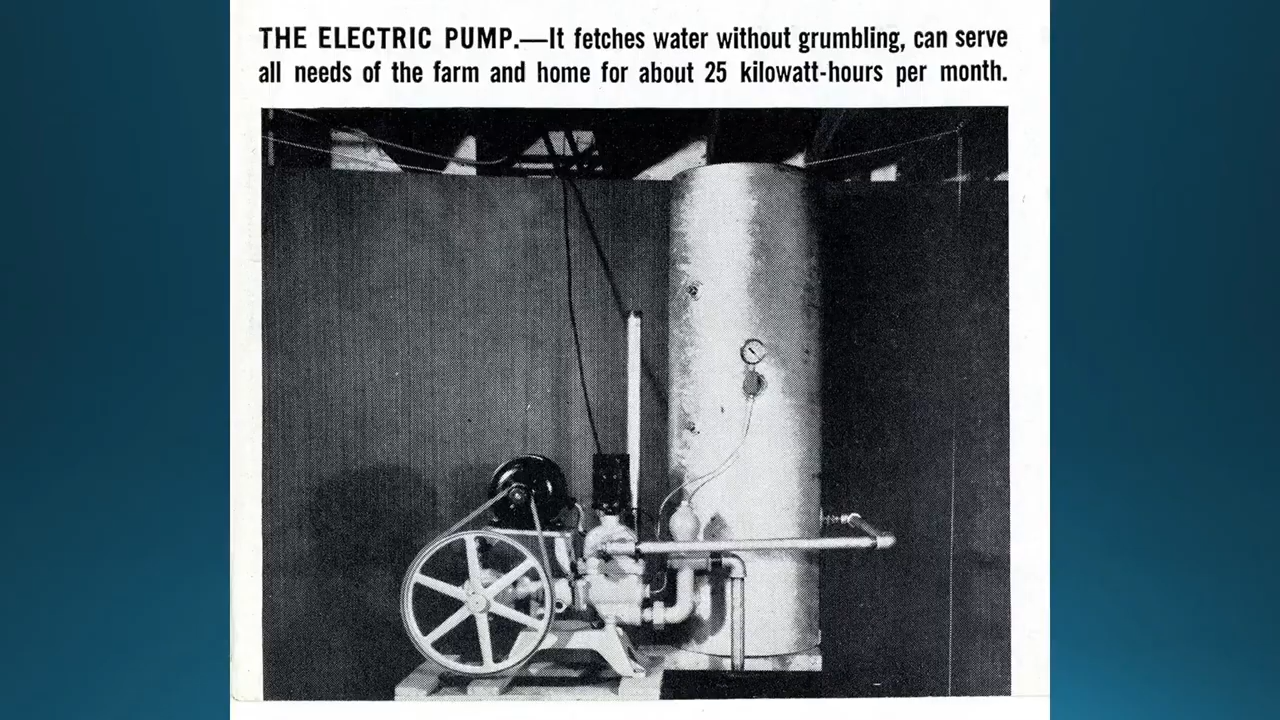 THE ELECTRIC PUMP.—It fetches water without grumbling, can serve
all needs of the farm and home for about 25 kilowatt-hours per month.